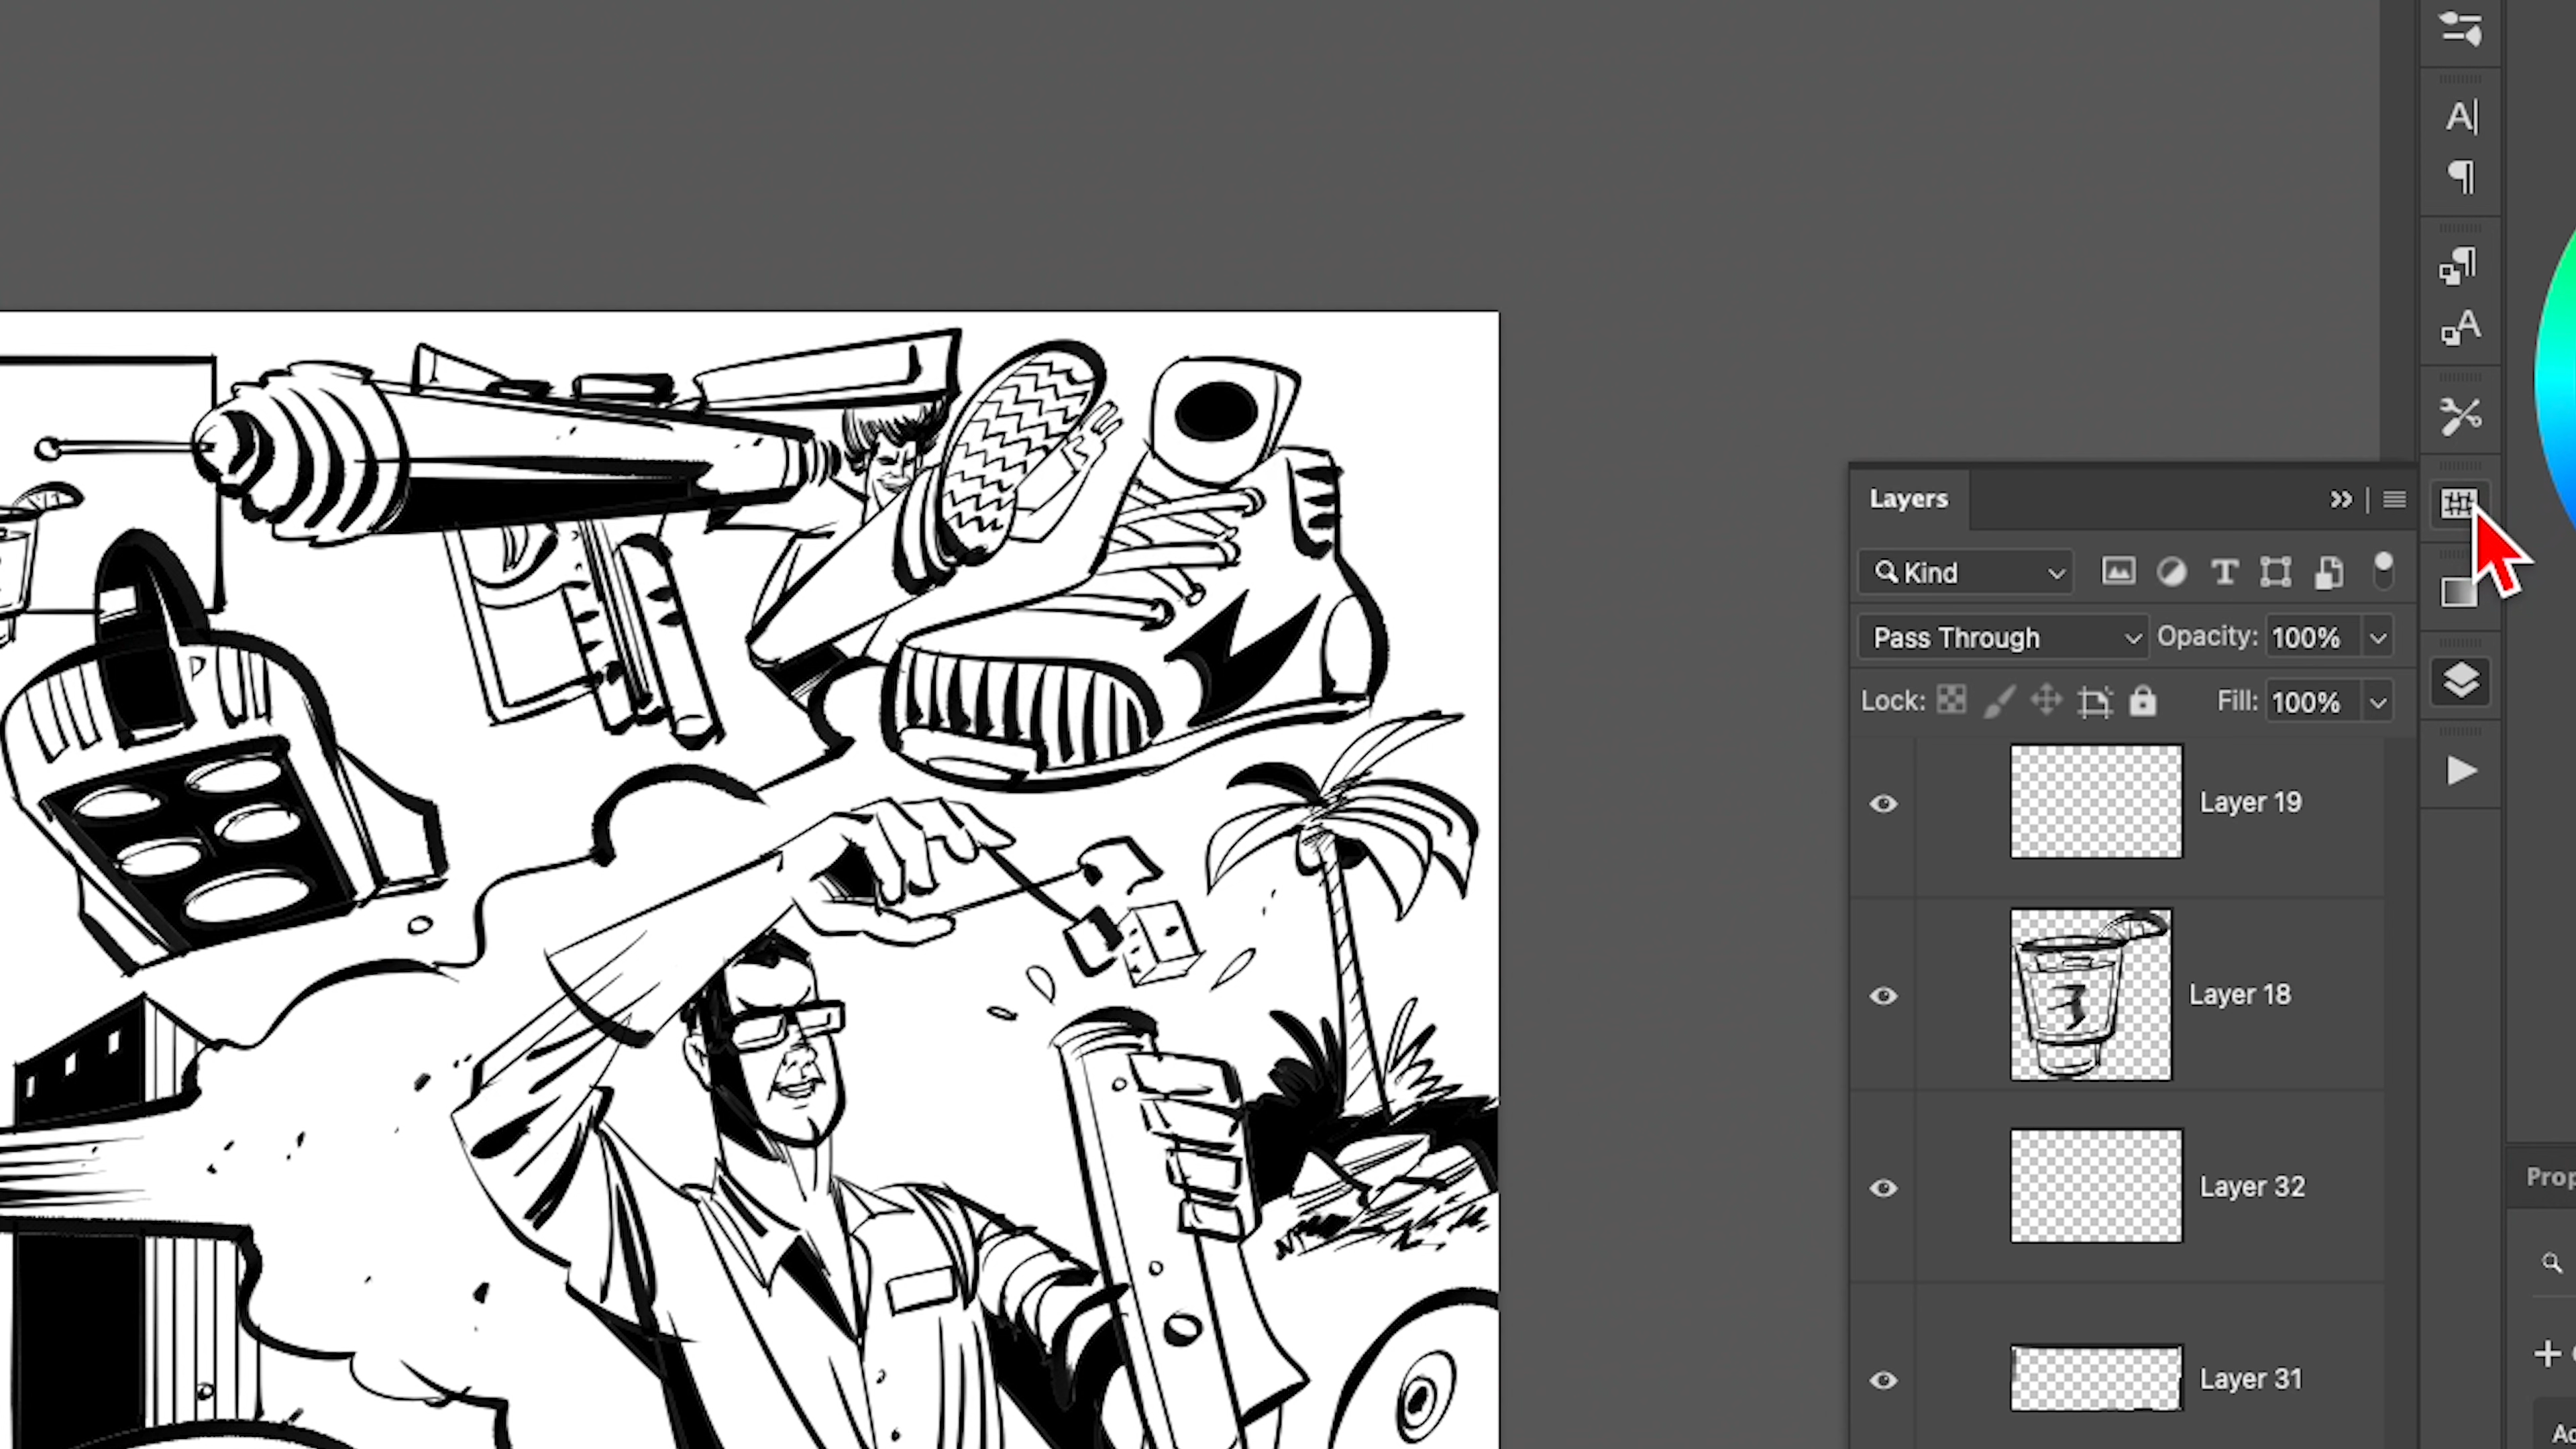 Layers
Kind
Pass Through
Opacity: 100%
Lock:
Fill: 100%
Layer 19
Layer 18
Layer 32
Layer 31
Prop